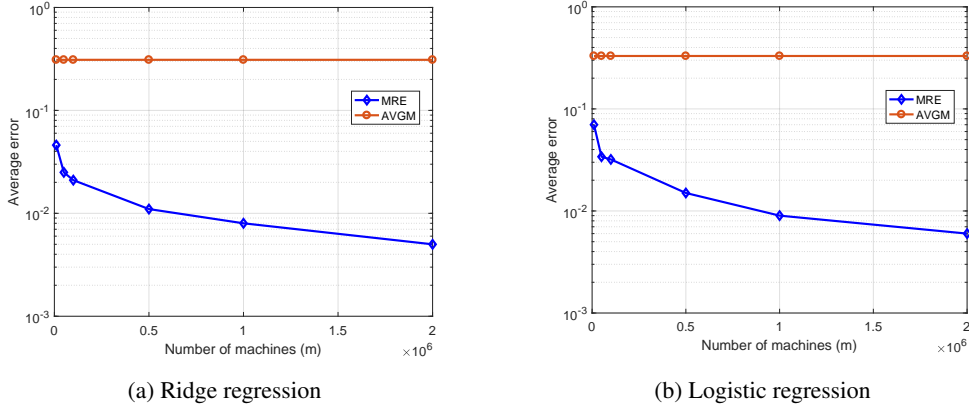 10^0
10^-1
10^-2
10^-3
Average error
MRE
AVGM
0 0.5 1 1.5 2
Number of machines (m)
×10^6
(a) Ridge regression
10^0
10^-1
10^-2
10^-3
Average error
MRE
AVGM
0 0.5 1 1.5 2
Number of machines (m)
×10^6
(b) Logistic regression